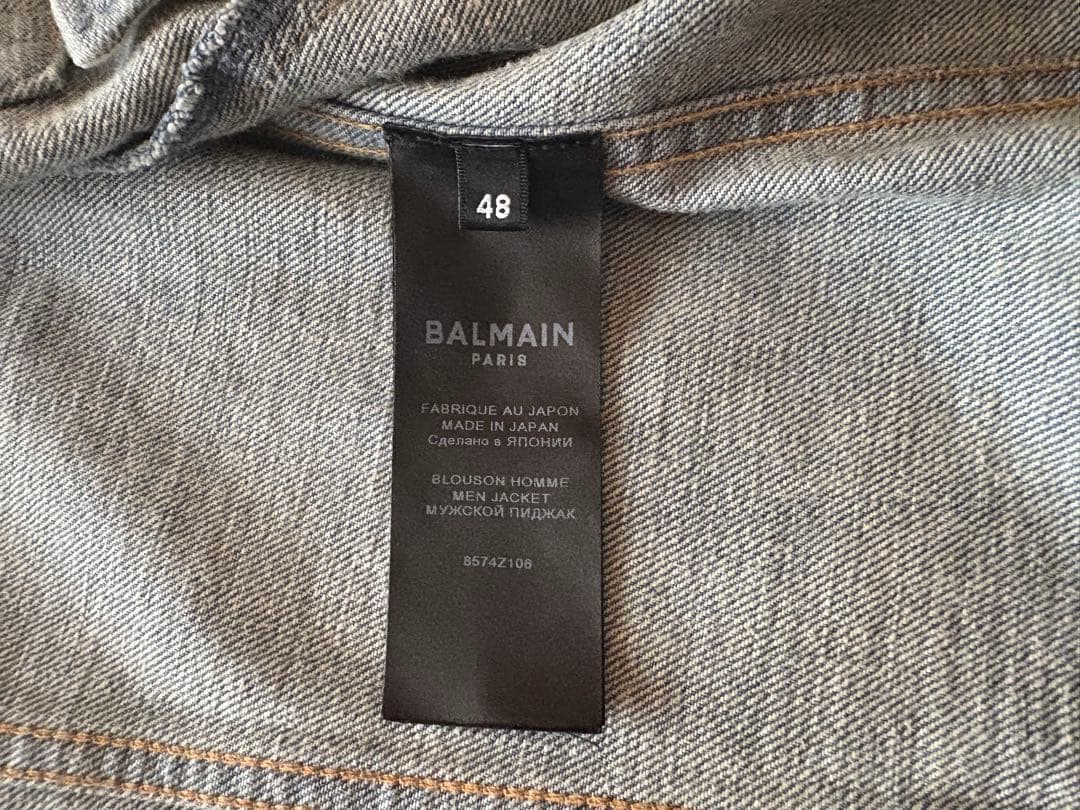 48
BALMAIN
PARIS
FABRIQUE AU JAPON
MADE IN JAPAN
Сделано в ЯПОНИИ
BLOUSON HOMME
MEN JACKET
МУЖСКОЙ ПИДЖАК
8574Z106